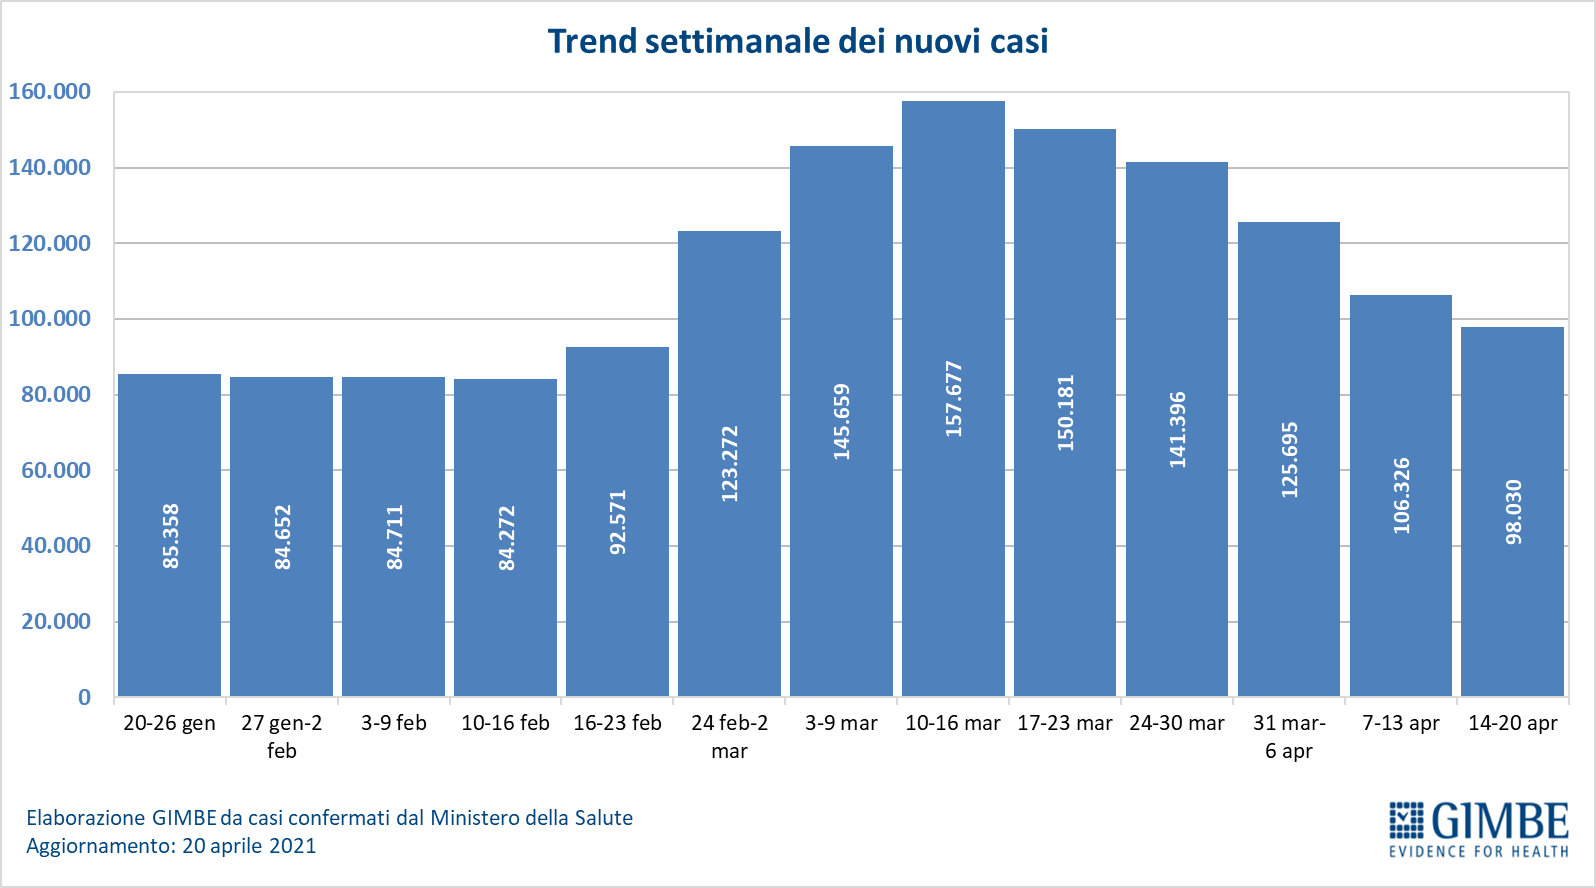 Trend settimanale dei nuovi casi
160.000
140.000
120.000
100.000
80.000
60.000
40.000
20.000
0
85.358
84.652
84.711
84.272
92.571
123.272
145.659
157.677
150.181
141.396
125.695
106.326
98.030
20-26 gen
27 gen-2
feb
3-9 feb
10-16 feb
16-23 feb
24 feb-2
mar
3-9 mar
10-16 mar
17-23 mar
24-30 mar
31 mar-
6 apr
7-13 apr
14-20 apr
Elaborazione GIMBE da casi confermati dal Ministero della Salute
Aggiornamento: 20 aprile 2021
GIMBE
EVIDENCE FOR HEALTH